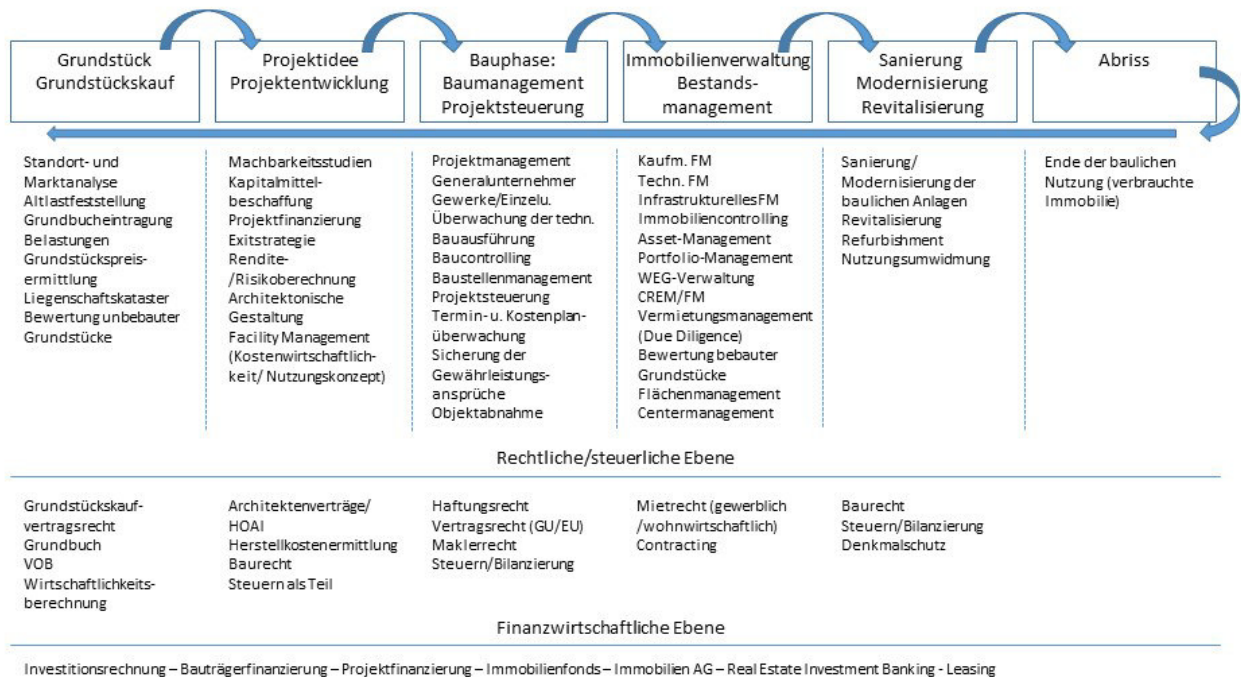 Grundstück
Grundstückskauf
Projektidee
Projektentwicklung
Bauphase:
Baumanagement
Projektsteuerung
Immobilienverwaltung
Bestands-
management
Sanierung
Modernisierung
Revitalisierung
Abriss
Standort- und
Marktanalyse
Altlastfeststellung
Grundbucheintragung
Belastungen
Grundstückspreis-
ermittlung
Liegenschaftskataster
Bewertung unbebauter
Grundstücke
Machbarkeitsstudien
Kapitalmittel-
beschaffung
Projektfinanzierung
Exitstrategie
Rendite-
/Risikoberechnung
Architektonische
Gestaltung
Facility Management
(Kostenwirtschaftlich-
keit/ Nutzungskonzept)
Projektmanagement
Generalunternehmer
Gewerke/Einzelu.
Überwachung der techn.
Bauausführung
Baucontrolling
Baustellenmanagement
Projektsteuerung
Termin- u. Kostenplan-
überwachung
Sicherung der
Gewährleistungs-
ansprüche
Objektabnahme
Kaufm. FM
Techn. FM
Infrastrukturelles FM
Immobiliencontrolling
Asset-Management
Portfolio-Management
WEG-Verwaltung
CREM/FM
Vermietungsmanagement
(Due Diligence)
Bewertung bebauter
Grundstücke
Flächenmanagement
Centermanagement
Sanierung/
Modernisierung der
baulichen Anlagen
Revitalisierung
Refurbishment
Nutzungsumwidmung
Ende der baulichen
Nutzung (verbrauchte
Immobilie)
Rechtliche/steuerliche Ebene
Grundstückskauf-
vertragsrecht
Grundbuch
VOB
Wirtschaftlichkeits-
berechnung
Architektenverträge/
HOAI
Herstellkostenermittlung
Baurecht
Steuern als Teil
Haftungsrecht
Vertragsrecht (GU/EU)
Maklerrecht
Steuern/Bilanzierung
Mietrecht (gewerblich
/wohnwirtschaftlich)
Contracting
Baurecht
Steuern/Bilanzierung
Denkmalschutz
Finanzwirtschaftliche Ebene
Investitionsrechnung – Bauträgerfinanzierung – Projektfinanzierung – Immobilienfonds – Immobilien AG – Real Estate Investment Banking - Leasing